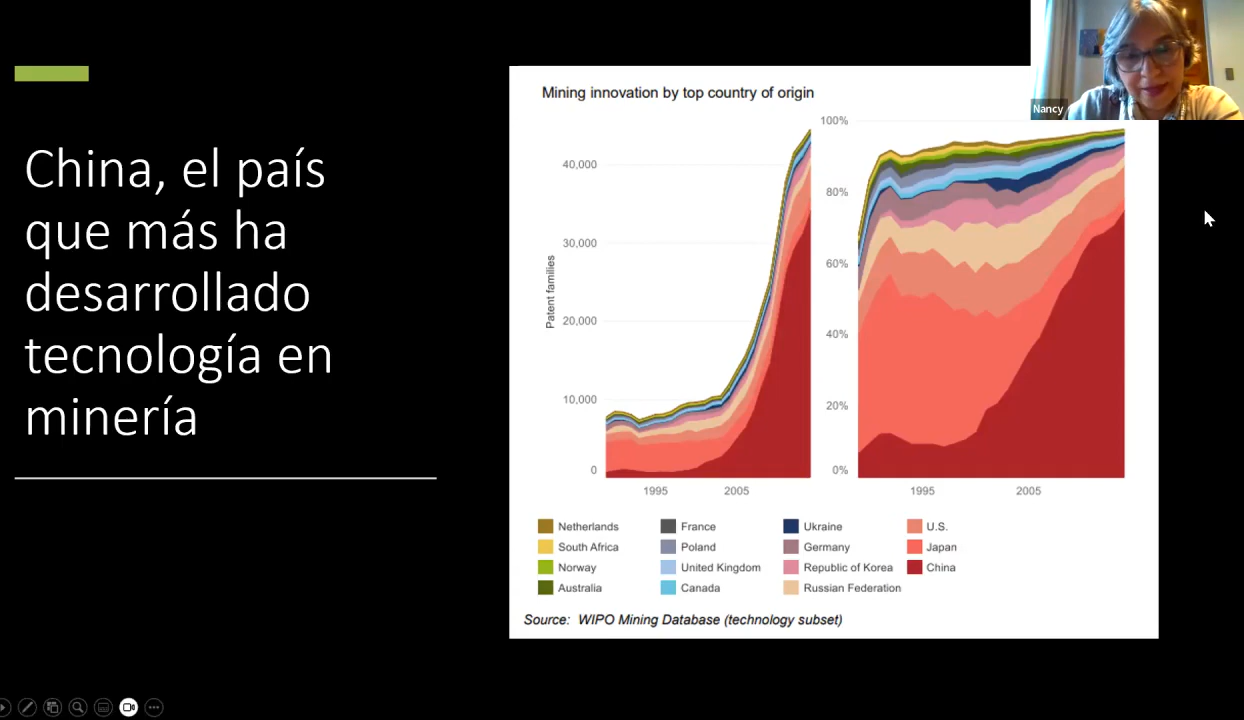 China, el país
que más ha
desarrollado
tecnología en
minería
Mining innovation by top country of origin
Nancy
Patent families
40,000
30,000
20,000
10,000
0
1995
2005
100%
80%
60%
40%
20%
0%
1995
2005
Netherlands
South Africa
Norway
Australia
France
Poland
United Kingdom
Canada
Ukraine
Germany
Republic of Korea
Russian Federation
U.S.
Japan
China
Source: WIPO Mining Database (technology subset)